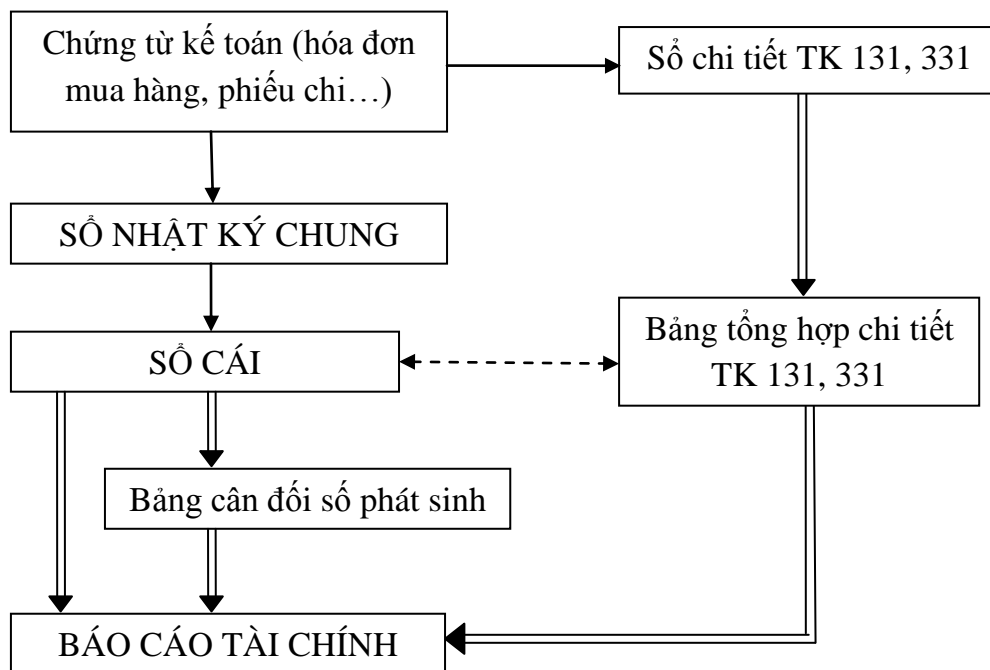 Chứng từ kế toán (hóa đơn
mua hàng, phiếu chi…)
Sổ chi tiết TK 131, 331
SỔ NHẬT KÝ CHUNG
SỔ CÁI
Bảng tổng hợp chi tiết
TK 131, 331
Bảng cân đối số phát sinh
BÁO CÁO TÀI CHÍNH